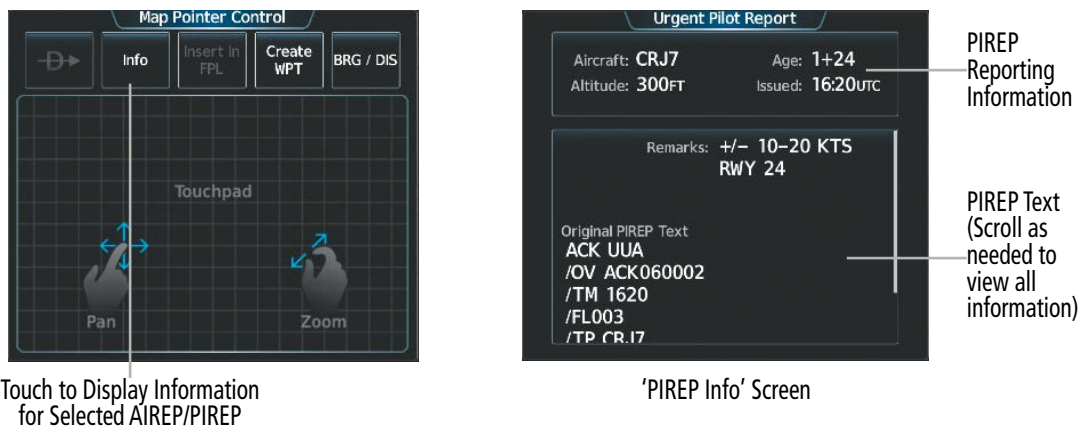 Map Pointer Control
Info
Insert In
FPL
Create
WPT
BRG / DIS
Touchpad
Pan
Zoom
Touch to Display Information
for Selected AIREP/PIREP
Urgent Pilot Report
Aircraft: CRJ7 Age: 1+24
Altitude: 300FT Issued: 16:20UTC
Remarks: +/- 10-20 KTS
RWY 24
Original PIREP Text
ACK UUA
/OV ACK060002
/TM 1620
/FL003
/TP CRJ7
'PIREP Info' Screen
PIREP
Reporting
Information
PIREP Text
(Scroll as
needed to
view all
information)